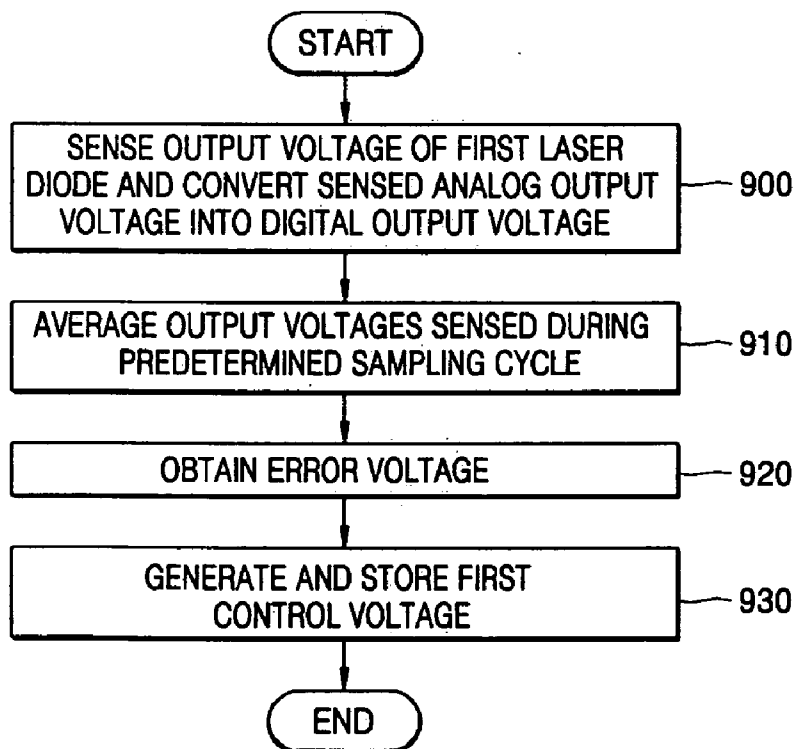 START
SENSE OUTPUT VOLTAGE OF FIRST LASER
DIODE AND CONVERT SENSED ANALOG OUTPUT
VOLTAGE INTO DIGITAL OUTPUT VOLTAGE
900
AVERAGE OUTPUT VOLTAGES SENSED DURING
PREDETERMINED SAMPLING CYCLE
910
OBTAIN ERROR VOLTAGE
920
GENERATE AND STORE FIRST
CONTROL VOLTAGE
930
END